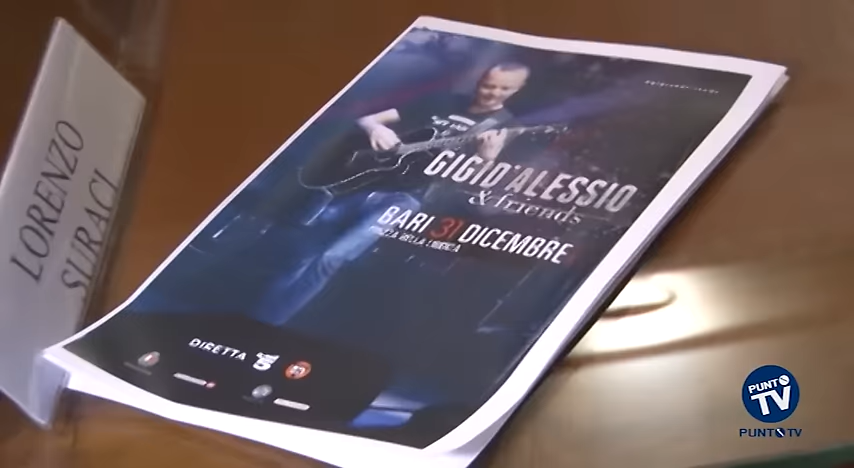 LORENZO
SURACI
GIGI D'ALESSIO
& friends
BARI 31 DICEMBRE
PIAZZA DELLA LIBERTÀ
DIRETTA 5
PUNTO
TV
PUNTO TV